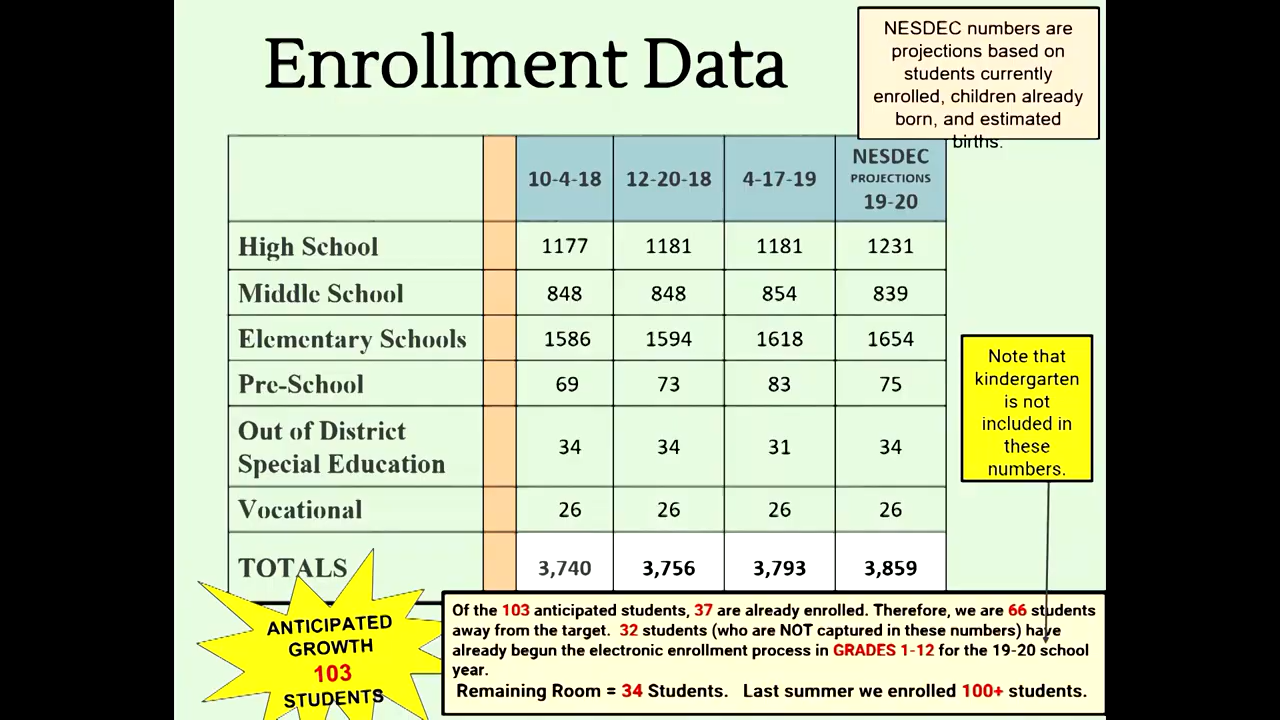 Enrollment Data
NESDEC numbers are
projections based on
students currently
enrolled, children already
born, and estimated
births.
10-4-18 12-20-18 4-17-19 NESDEC
PROJECTIONS
19-20
High School 1177 1181 1181 1231
Middle School 848 848 854 839
Elementary Schools 1586 1594 1618 1654
Pre-School 69 73 83 75
Out of District
Special Education 34 34 31 34
Vocational 26 26 26 26
TOTALS 3,740 3,756 3,793 3,859
Note that
kindergarten
is not
included in
these
numbers.
ANTICIPATED
GROWTH
103
STUDENTS
Of the 103 anticipated students, 37 are already enrolled. Therefore, we are 66 students
away from the target. 32 students (who are NOT captured in these numbers) have
already begun the electronic enrollment process in GRADES 1-12 for the 19-20 school
year.
Remaining Room = 34 Students. Last summer we enrolled 100+ students.